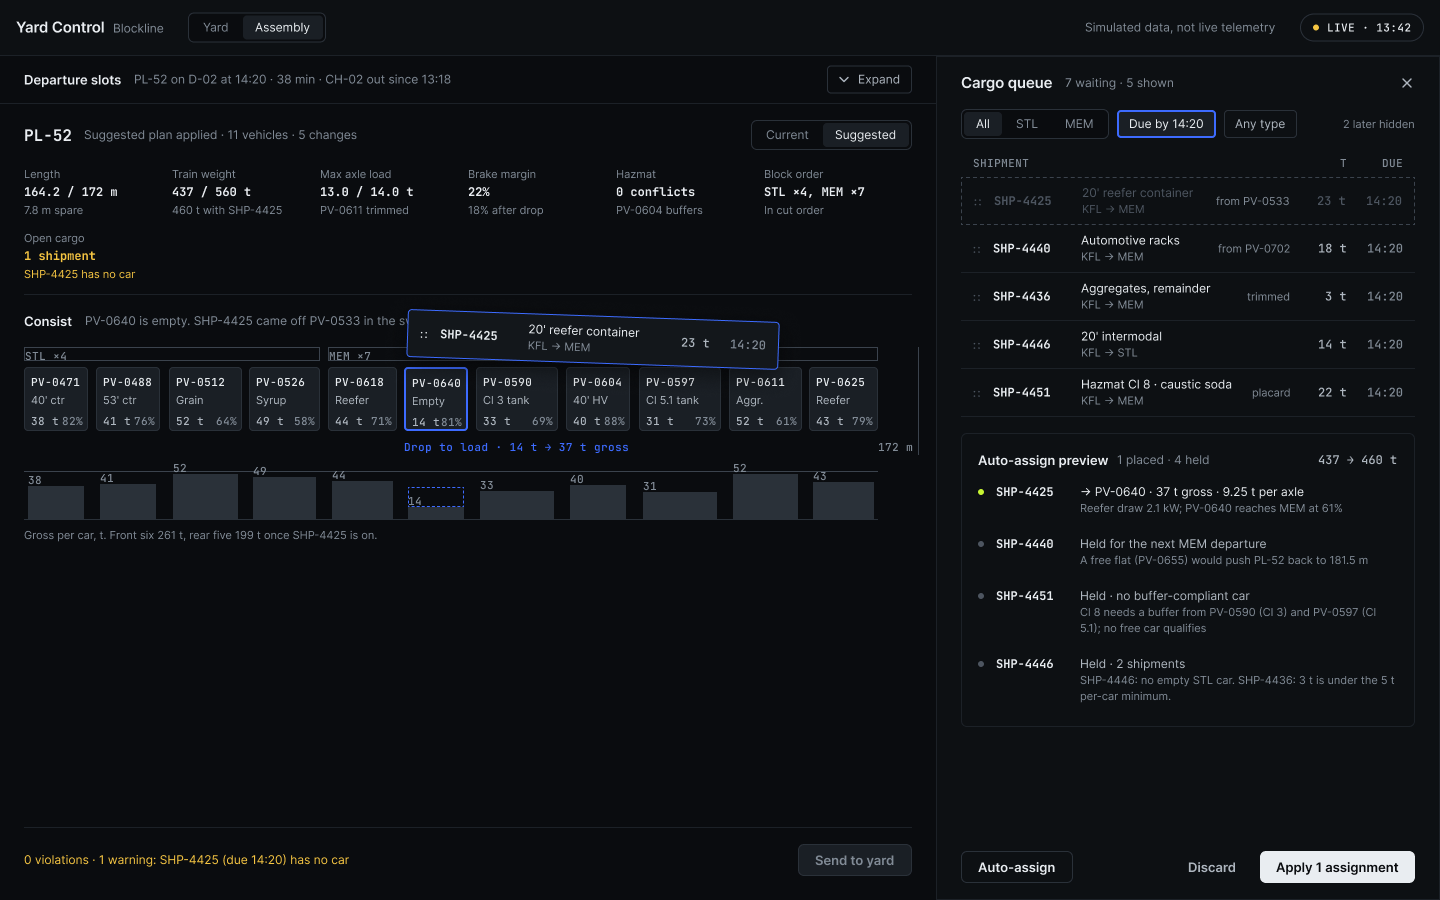 Yard Control Blockline Yard Assembly Simulated data, not live telemetry LIVE · 13:42
Departure slots PL-52 on D-02 at 14:20 · 38 min · CH-02 out since 13:18 Expand
PL-52 Suggested plan applied · 11 vehicles · 5 changes Current Suggested
Length Train weight Max axle load Brake margin Hazmat Block order
164.2 / 172 m 437 / 560 t 13.0 / 14.0 t 22% 0 conflicts STL ×4, MEM ×7
7.8 m spare 460 t with SHP-4425 PV-0611 trimmed 18% after drop PV-0604 buffers In cut order
Open cargo
1 shipment
SHP-4425 has no car
Consist PV-0640 is empty. SHP-4425 came off PV-0533 in the
:: SHP-4425 20' reefer container 23 t 14:20
KFL → MEM
STL ×4 MEM ×7
PV-0471 PV-0488 PV-0512 PV-0526 PV-0618 PV-0640 PV-0590 PV-0604 PV-0597 PV-0611 PV-0625
40' ctr 53' ctr Grain Syrup Reefer Empty Cl 3 tank 40' HV Cl 5.1 tank Aggr. Reefer
38 t 82% 41 t 76% 52 t 64% 49 t 58% 44 t 71% 14 t 81% 33 t 69% 40 t 88% 31 t 73% 52 t 61% 43 t 79%
Drop to load · 14 t → 37 t gross 172 m
38 41 52 49 44 14 33 40 31 52 43
Gross per car, t. Front six 261 t, rear five 199 t once SHP-4425 is on.
0 violations · 1 warning: SHP-4425 (due 14:20) has no car Send to yard
Cargo queue 7 waiting · 5 shown
All STL MEM Due by 14:20 Any type 2 later hidden
SHIPMENT T DUE
:: SHP-4425 20' reefer container from PV-0533 23 t 14:20
KFL → MEM
:: SHP-4440 Automotive racks from PV-0702 18 t 14:20
KFL → MEM
:: SHP-4436 Aggregates, remainder trimmed 3 t 14:20
KFL → MEM
:: SHP-4446 20' intermodal 14 t 14:20
KFL → STL
:: SHP-4451 Hazmat Cl 8 · caustic soda placard 22 t 14:20
KFL → MEM
Auto-assign preview 1 placed · 4 held 437 → 460 t
SHP-4425 → PV-0640 · 37 t gross · 9.25 t per axle
Reefer draw 2.1 kW; PV-0640 reaches MEM at 61%
SHP-4440 Held for the next MEM departure
A free flat (PV-0655) would push PL-52 back to 181.5 m
SHP-4451 Held · no buffer-compliant car
Cl 8 needs a buffer from PV-0590 (Cl 3) and PV-0597 (Cl
5.1); no free car qualifies
SHP-4446 Held · 2 shipments
SHP-4446: no empty STL car. SHP-4436: 3 t is under the 5 t
per-car minimum.
Auto-assign Discard Apply 1 assignment